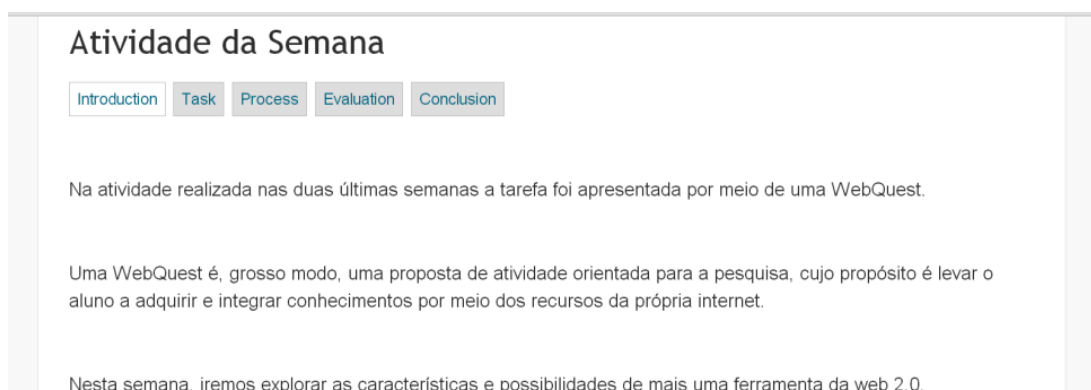 Atividade da Semana
Introduction Task Process Evaluation Conclusion
Na atividade realizada nas duas últimas semanas a tarefa foi apresentada por meio de uma WebQuest.
Uma WebQuest é, grosso modo, uma proposta de atividade orientada para a pesquisa, cujo propósito é levar o
aluno a adquirir e integrar conhecimentos por meio dos recursos da própria internet.
Nesta semana, iremos explorar as características e possibilidades de mais uma ferramenta da web 2.0.